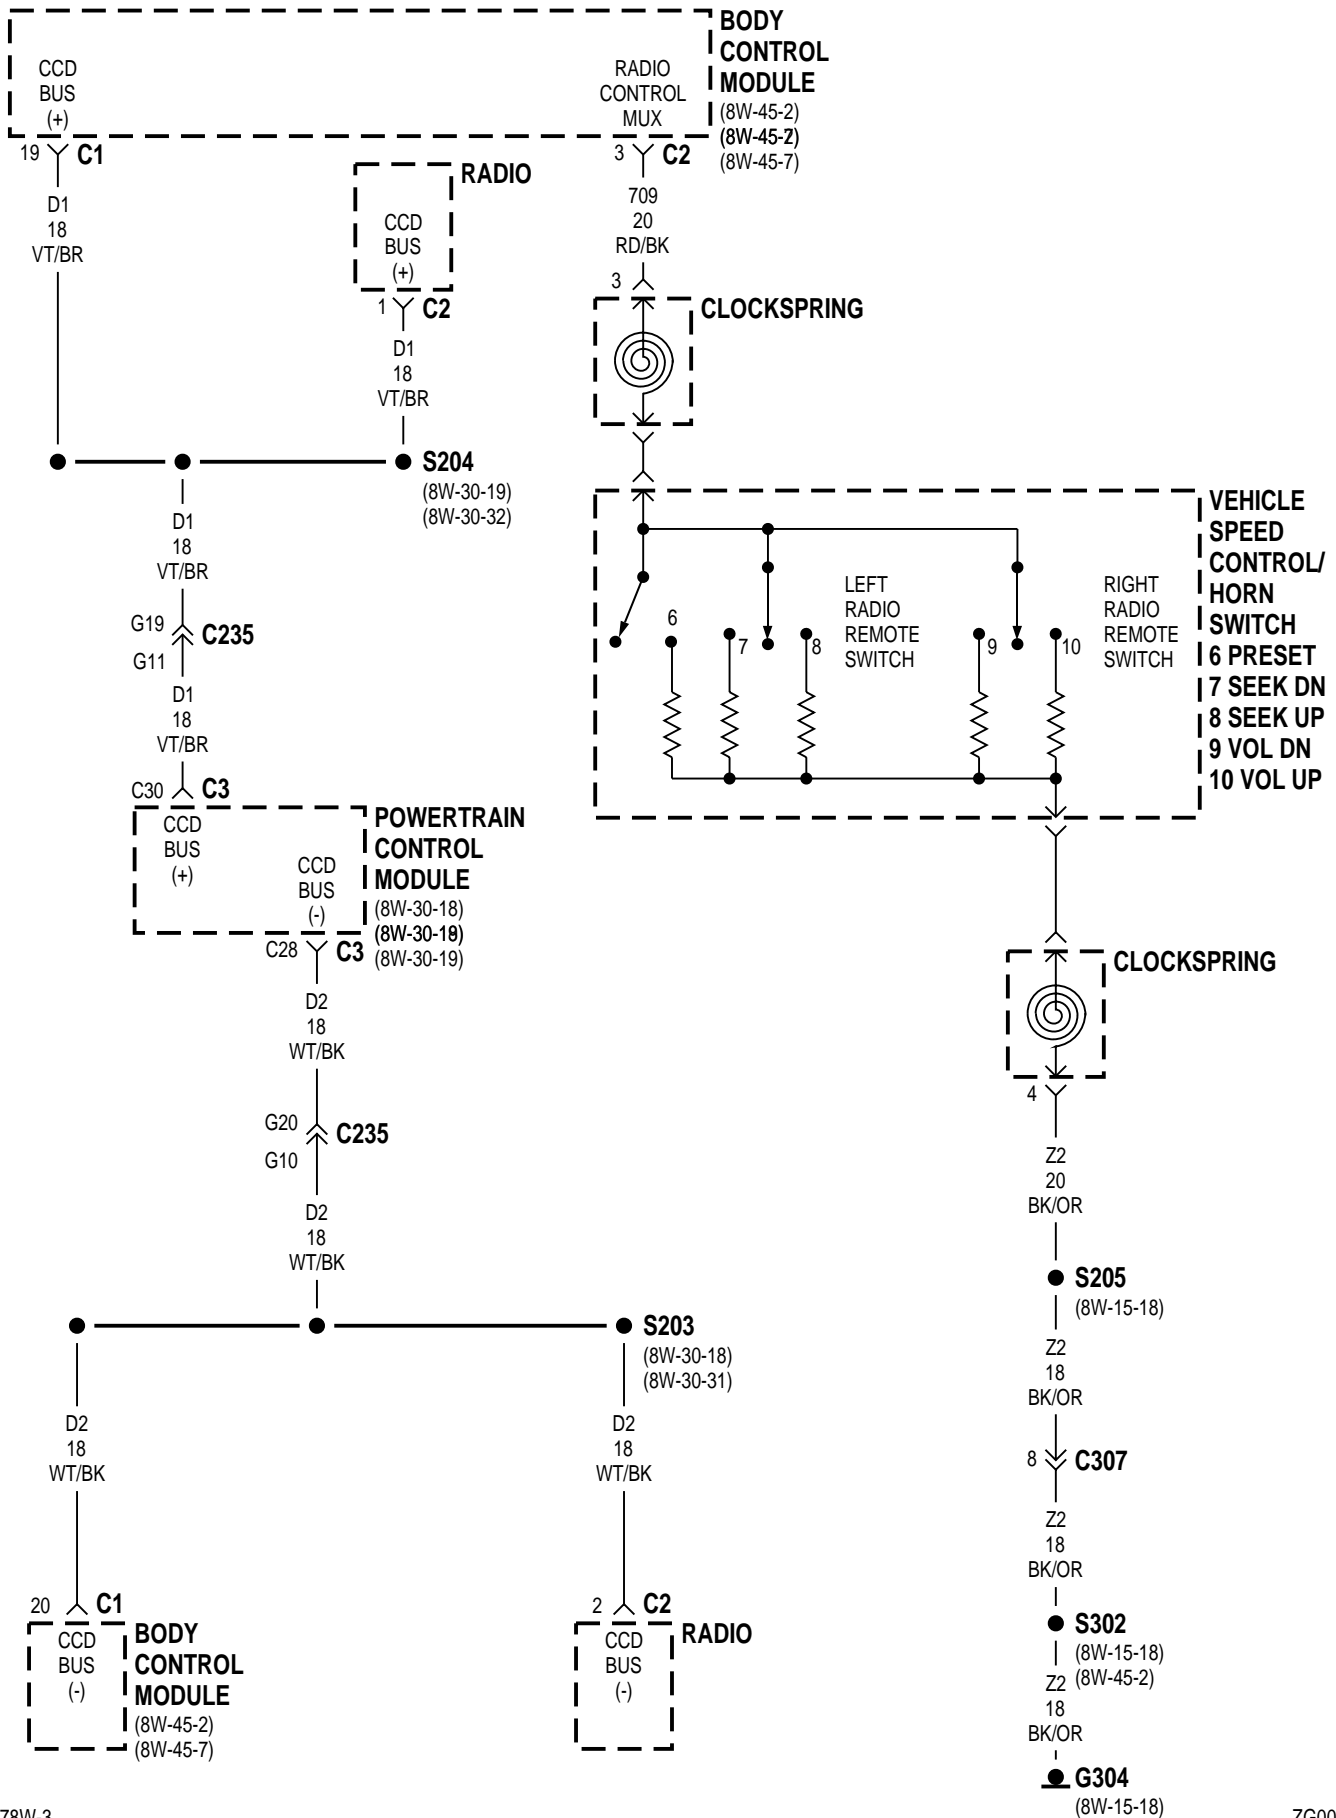 BODY
CONTROL
MODULE
(8W-45-2)
(8W-45-7)
CCD
BUS
(+)
RADIO
CONTROL
MUX
19
C1
3
C2
D1
18
VT/BR
RADIO
CCD
BUS
(+)
1
C2
D1
18
VT/BR
709
20
RD/BK
3
CLOCKSPRING
S204
(8W-30-19)
(8W-30-32)
D1
18
VT/BR
G19
C235
G11
D1
18
VT/BR
C30
C3
VEHICLE
SPEED
CONTROL/
HORN
SWITCH
6 PRESET
7 SEEK DN
8 SEEK UP
9 VOL DN
10 VOL UP
LEFT
RADIO
REMOTE
SWITCH
RIGHT
RADIO
REMOTE
SWITCH
6
7
8
9
10
CCD
BUS
(+)
CCD
BUS
(-)
POWERTRAIN
CONTROL
MODULE
(8W-30-18)
(8W-30-19)
C28
C3
D2
18
WT/BK
G20
C235
G10
D2
18
WT/BK
CLOCKSPRING
4
Z2
20
BK/OR
S205
(8W-15-18)
Z2
18
BK/OR
8
C307
Z2
18
BK/OR
S302
(8W-15-18)
(8W-45-2)
Z2
18
BK/OR
G304
(8W-15-18)
S203
(8W-30-18)
(8W-30-31)
D2
18
WT/BK
D2
18
WT/BK
20
C1
CCD
BUS
(-)
BODY
CONTROL
MODULE
(8W-45-2)
(8W-45-7)
2
C2
CCD
BUS
(-)
RADIO